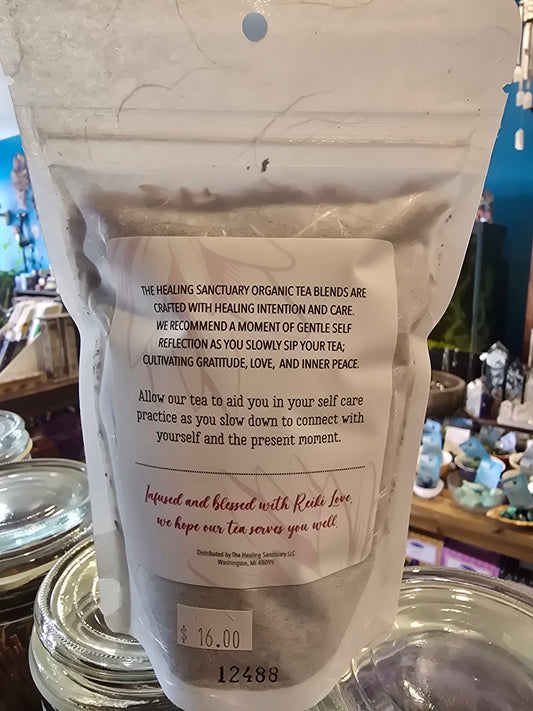 THE HEALING SANCTUARY ORGANIC TEA BLENDS ARE
CRAFTED WITH HEALING INTENTION AND CARE.
WE RECOMMEND A MOMENT OF GENTLE SELF
REFLECTION AS YOU SLOWLY SIP YOUR TEA;
CULTIVATING GRATITUDE, LOVE, AND INNER PEACE.
Allow our tea to aid you in your self care
practice as you slow down to connect with
yourself and the present moment.
Infused and blessed with Reiki Love,
we hope our tea serves you well.
Distributed by The Healing Sanctuary LLC
Washington, MI 48095
$ 16.00
12488